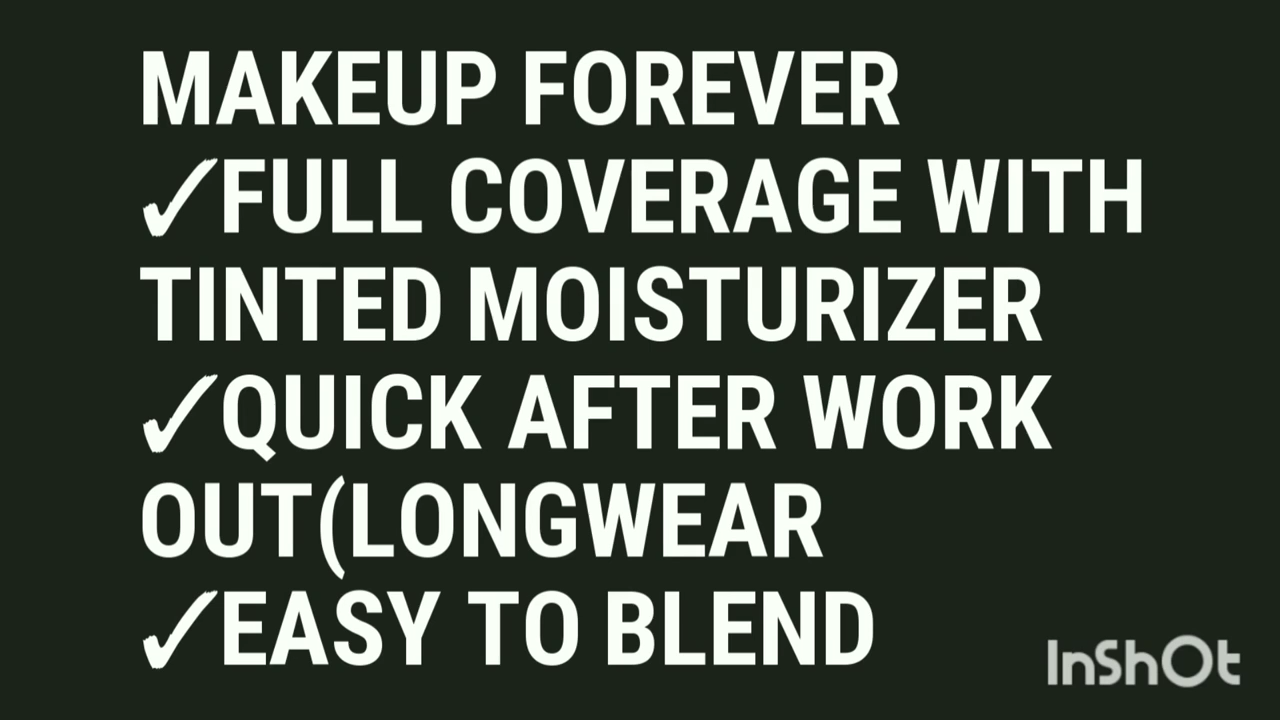 MAKEUP FOREVER
✓FULL COVERAGE WITH
TINTED MOISTURIZER
✓QUICK AFTER WORK
OUT(LONGWEAR
✓EASY TO BLEND
InShOt